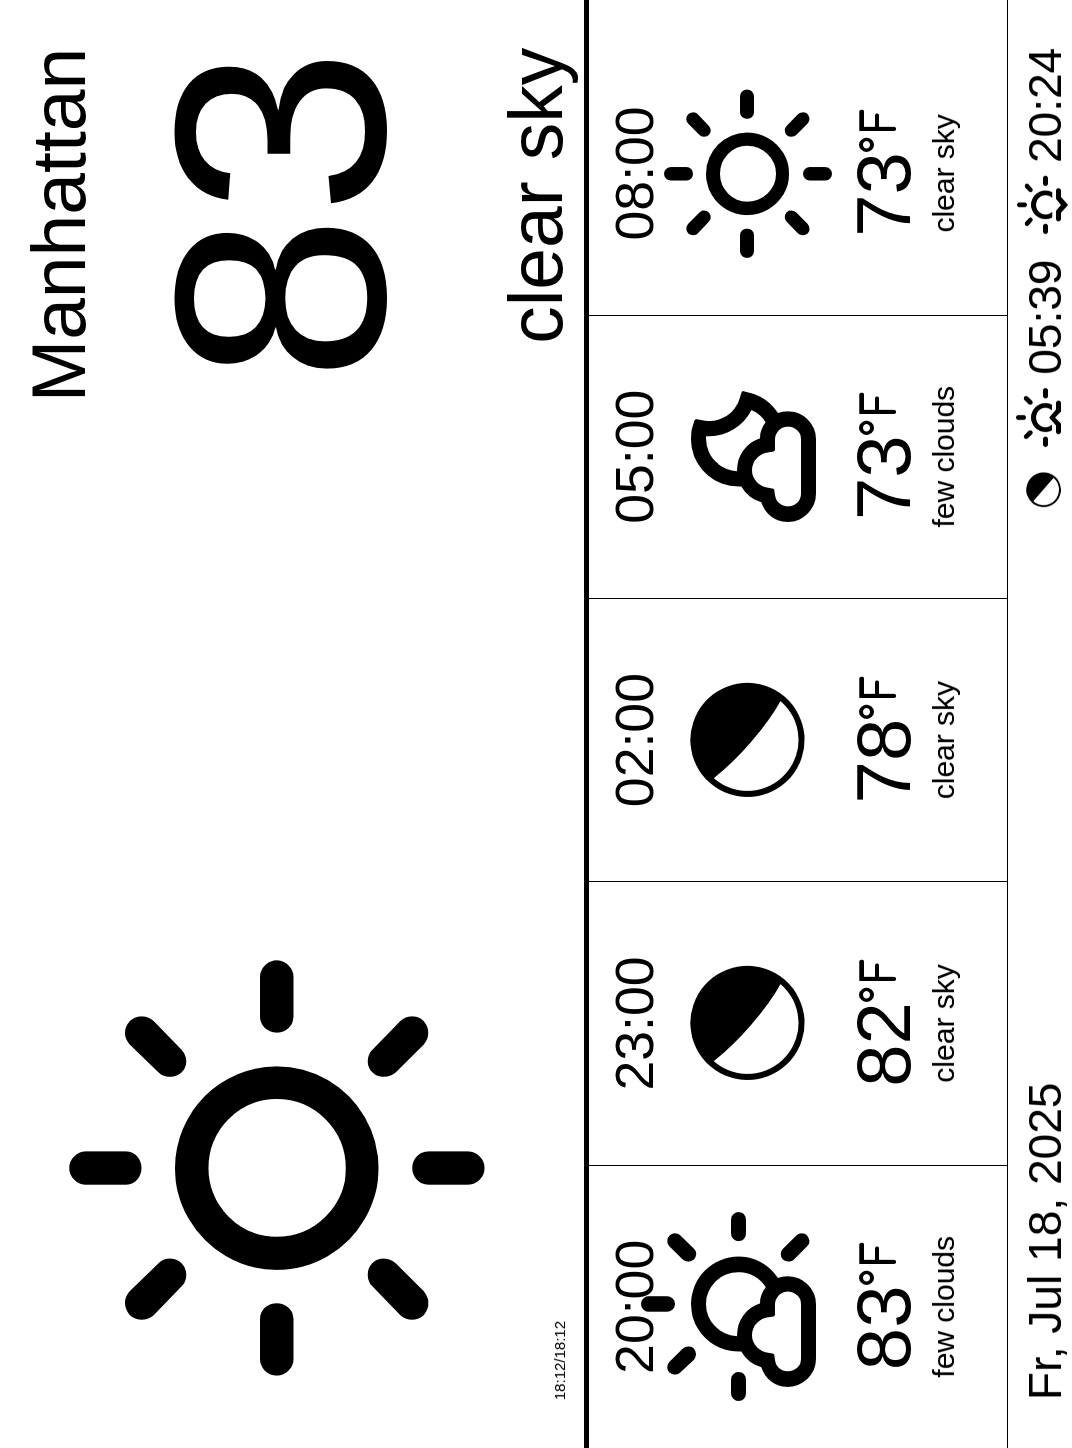 Manhattan
83
clear sky
18:12/18:12
20:00
83°F
few clouds
23:00
82°F
clear sky
02:00
78°F
clear sky
05:00
73°F
few clouds
08:00
73°F
clear sky
Fr, Jul 18, 2025
05:39
20:24